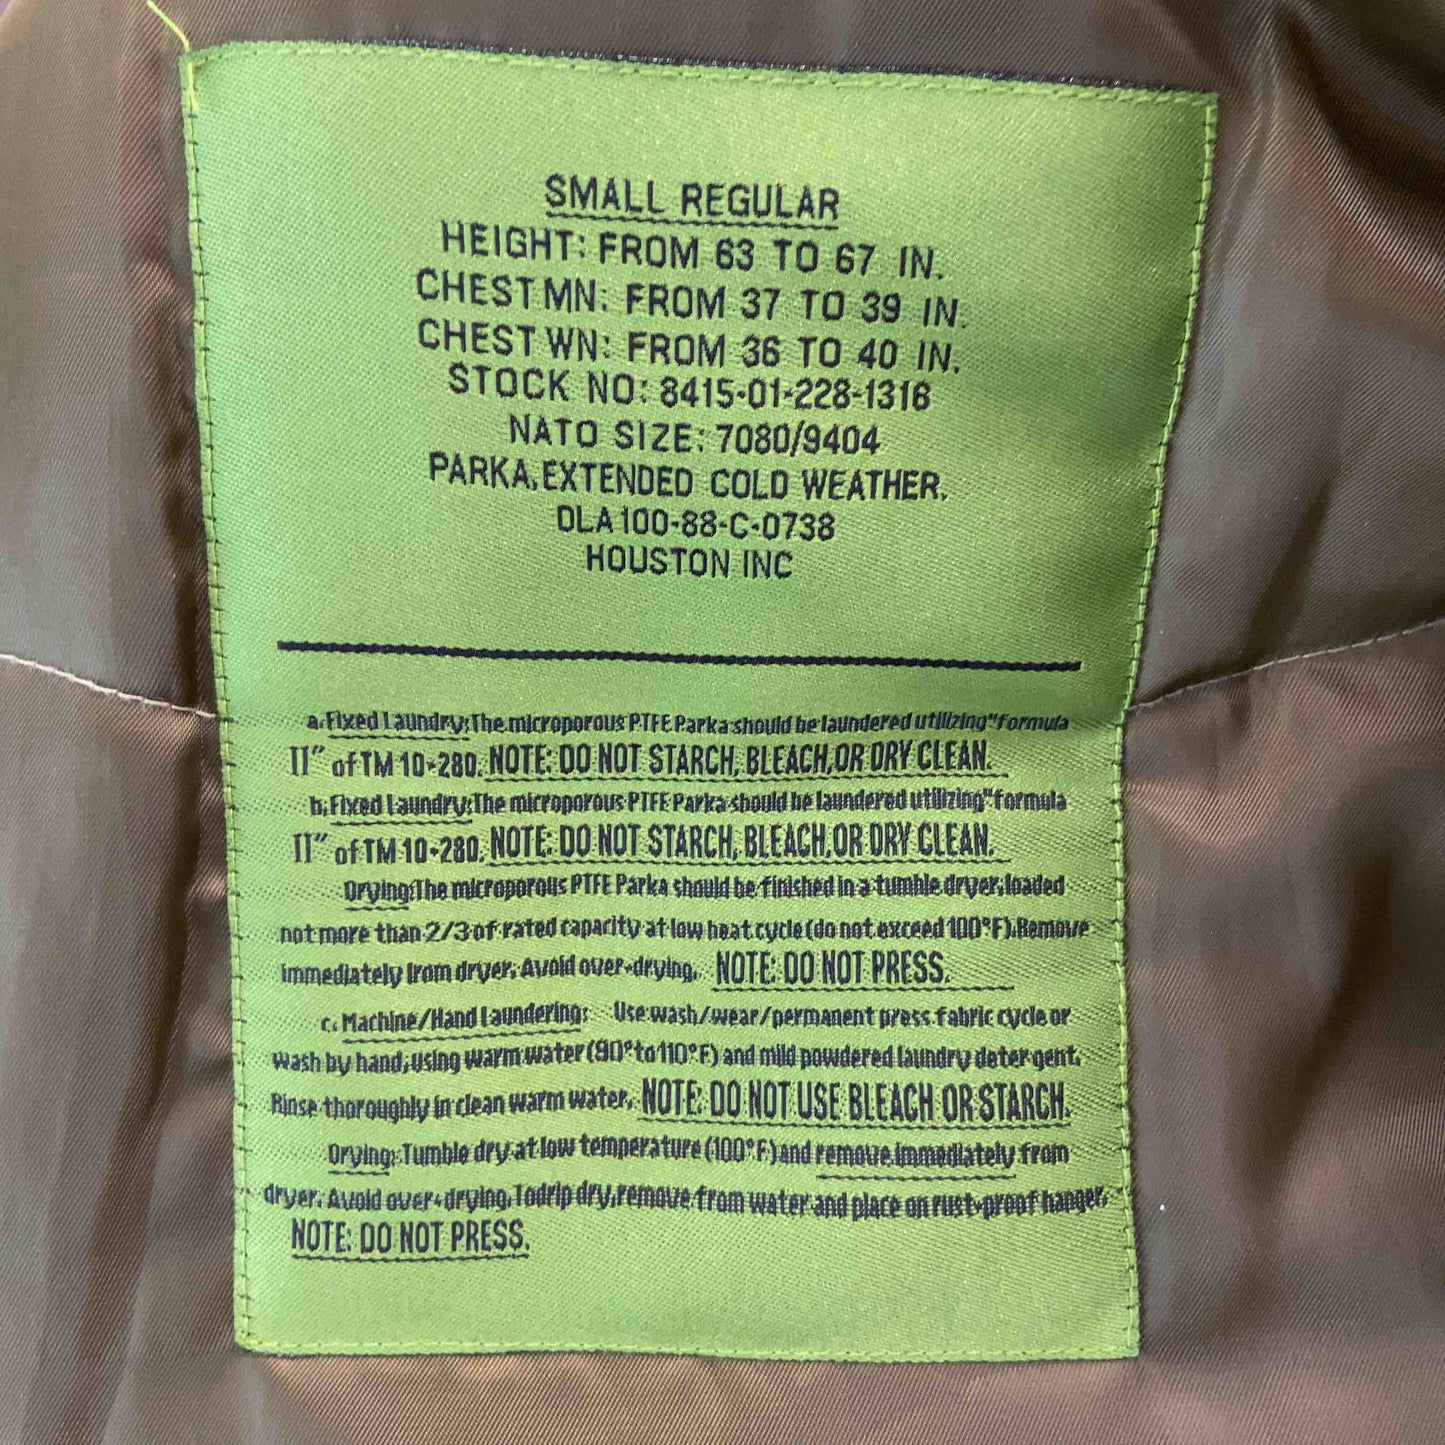 SMALL REGULAR
HEIGHT: FROM 63 TO 67 IN.
CHEST MN: FROM 37 TO 39 IN.
CHEST WN: FROM 36 TO 40 IN.
STOCK NO: 8415-01-228-1316
NATO SIZE: 7080/9404
PARKA, EXTENDED COLD WEATHER.
DLA 100-88-C-0738
HOUSTON INC
a. Fixed Laundry: The microporous PTFE Parka should be laundered utilizing "formula
II" of TM 10-280. NOTE: DO NOT STARCH, BLEACH, OR DRY CLEAN.
b. Fixed Laundry: The microporous PTFE Parka should be laundered utilizing "formula
II" of TM 10-280. NOTE: DO NOT STARCH, BLEACH, OR DRY CLEAN.
Drying: The microporous PTFE Parka should be finished in a tumble dryer, loaded
not more than 2/3 of rated capacity at low heat cycle (do not exceed 100°F). Remove
immediately from dryer. Avoid over-drying. NOTE: DO NOT PRESS.
c. Machine/Hand Laundering: Use wash/wear/permanent press fabric cycle or
wash by hand, using warm water (90° to 110°F) and mild powdered laundry deter gent.
Rinse thoroughly in clean warm water. NOTE: DO NOT USE BLEACH OR STARCH.
Drying: Tumble dry at low temperature (100°F) and remove immediately from
dryer. Avoid over-drying. To drip dry, remove from water and place on rust-proof hanger.
NOTE: DO NOT PRESS.